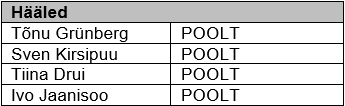 Hääled
Tõnu Grünberg POOLT
Sven Kirsipuu POOLT
Tiina Drui POOLT
Ivo Jaanisoo POOLT